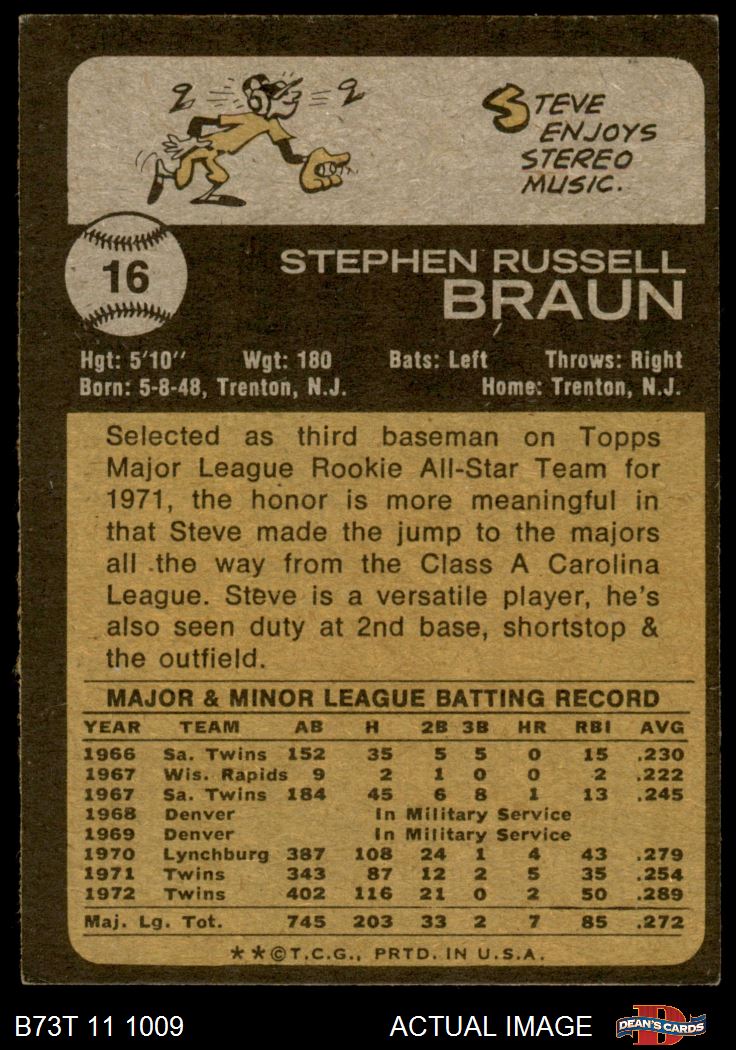 STEVE
ENJOYS
STEREO
MUSIC.
16
STEPHEN RUSSELL
BRAUN
Hgt: 5'10" Wgt: 180 Bats: Left Throws: Right
Born: 5-8-48, Trenton, N.J. Home: Trenton, N.J.
Selected as third baseman on Topps
Major League Rookie All-Star Team for
1971, the honor is more meaningful in
that Steve made the jump to the majors
all the way from the Class A Carolina
League. Steve is a versatile player, he's
also seen duty at 2nd base, shortstop &
the outfield.
MAJOR & MINOR LEAGUE BATTING RECORD
YEAR TEAM AB H 2B 3B HR RBI AVG
1966 Sa. Twins 152 35 5 5 0 15 .230
1967 Wis. Rapids 9 2 1 0 0 2 .222
1967 Sa. Twins 184 45 6 8 1 13 .245
1968 Denver In Military Service
1969 Denver In Military Service
1970 Lynchburg 387 108 24 1 4 43 .279
1971 Twins 343 87 12 2 5 35 .254
1972 Twins 402 116 21 0 2 50 .289
Maj. Lg. Tot. 745 203 33 2 7 85 .272
**©T.C.G., PRTD. IN U.S.A.
B73T 11 1009 ACTUAL IMAGE D DEAN'S CARDS